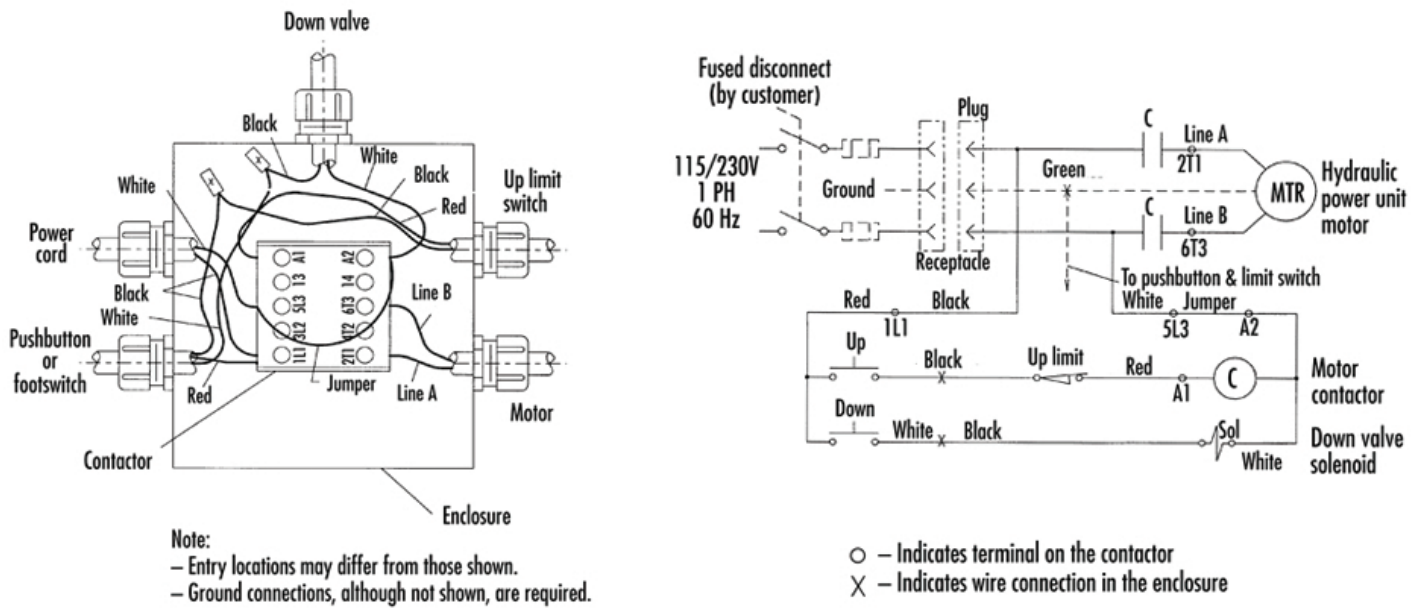 Down valve
Black
White
White
Black
Up limit
switch
Red
Power
cord
A1
A2
13
14
5L3
6T3
3L2
4T2
1L1
2T1
Line B
Black
White
Pushbutton
or
footswitch
Red
Jumper
Line A
Motor
Contactor
Enclosure
Note:
– Entry locations may differ from those shown.
– Ground connections, although not shown, are required.
Fused disconnect
(by customer)
Plug
C
Line A
2T1
115/230V
1 PH
60 Hz
Ground
Green
MTR
Hydraulic
power unit
motor
C
Line B
6T3
Receptacle
To pushbutton & limit switch
Red
Black
White
Jumper
1L1
5L3
A2
Up
Black
Up limit
Red
A1
C
Motor
contactor
Down
White
Black
Sol
White
Down valve
solenoid
O – Indicates terminal on the contactor
X – Indicates wire connection in the enclosure